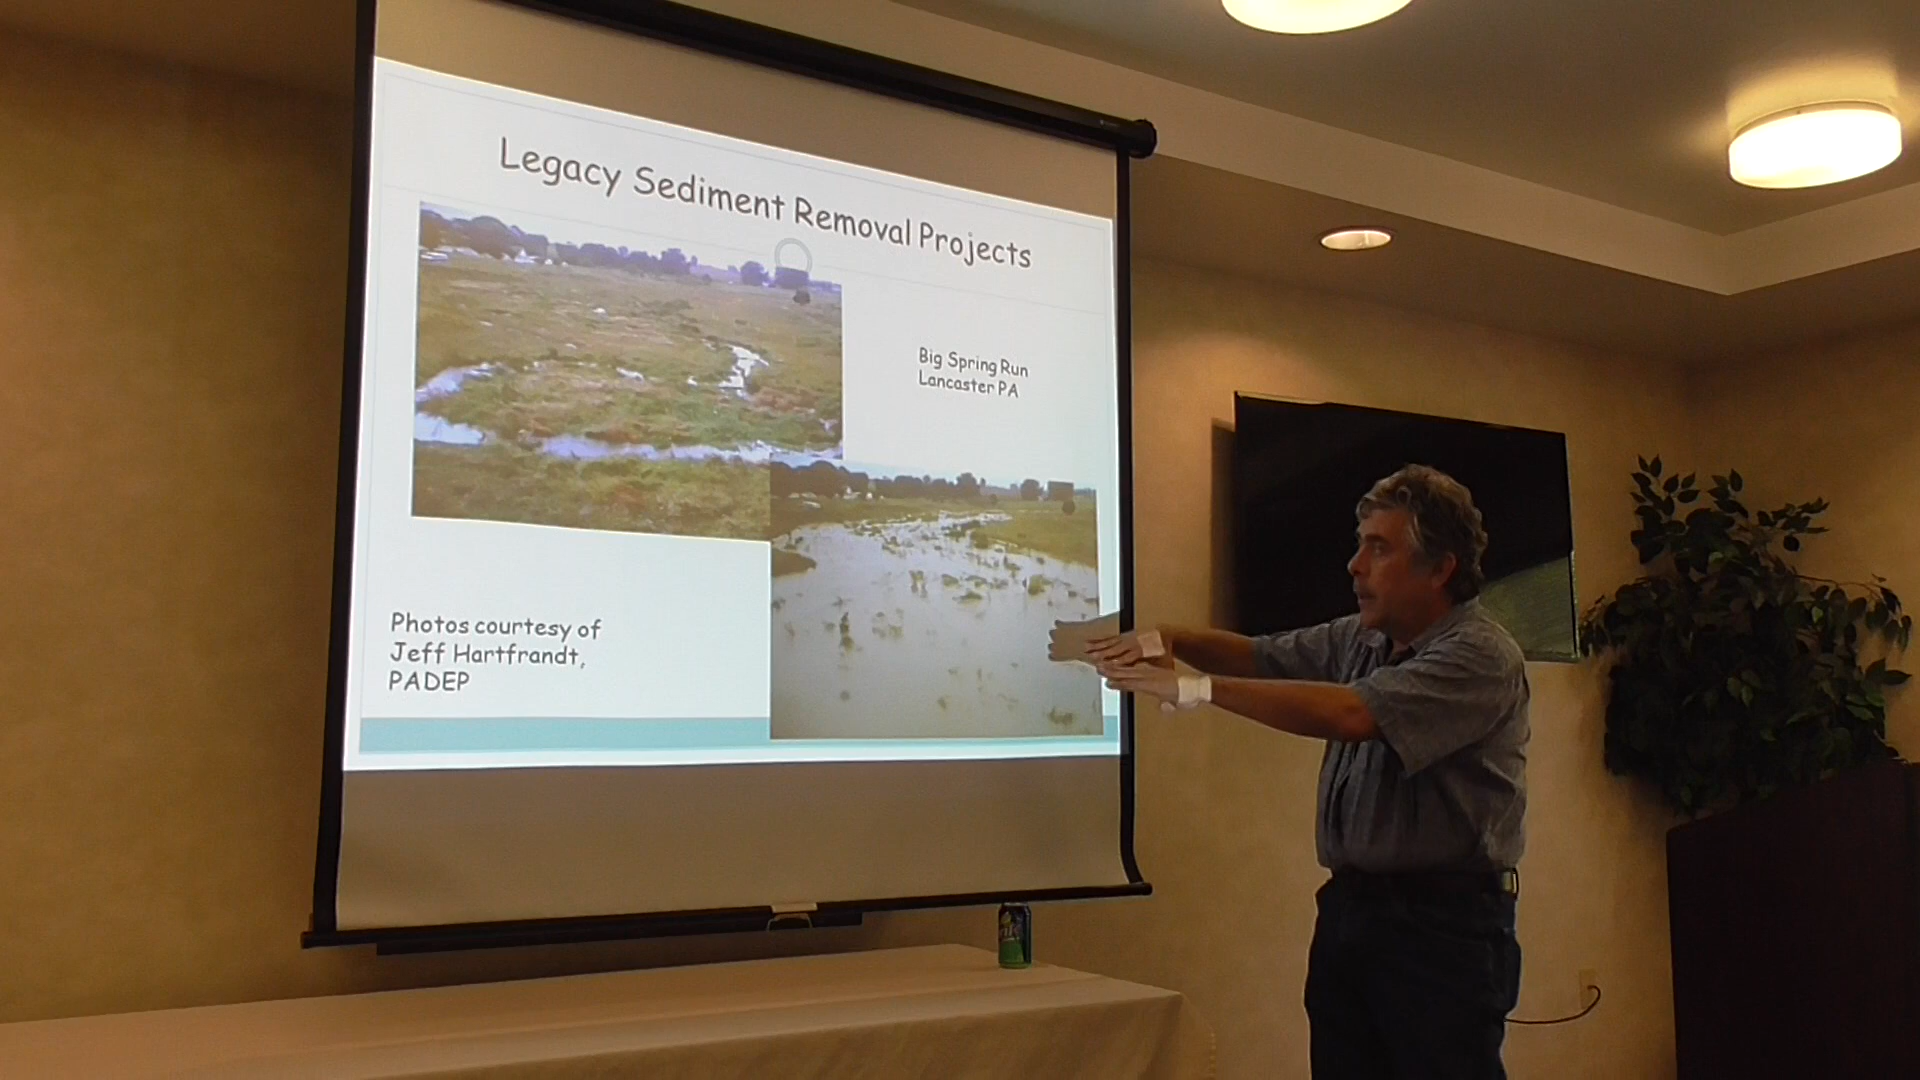 Legacy Sediment Removal Projects
Big Spring Run
Lancaster PA
Photos courtesy of
Jeff Hartfrandt,
PADEP